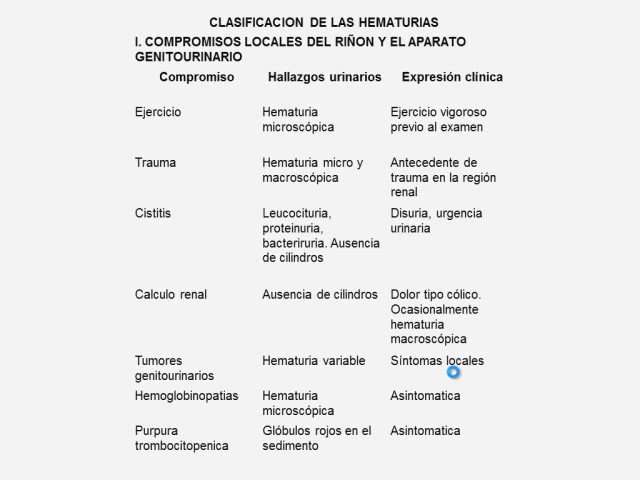 CLASIFICACION DE LAS HEMATURIAS
I. COMPROMISOS LOCALES DEL RIÑON Y EL APARATO
GENITOURINARIO
Compromiso Hallazgos urinarios Expresión clínica
Ejercicio Hematuria Ejercicio vigoroso
microscópica previo al examen
Trauma Hematuria micro y Antecedente de
macroscópica trauma en la región
renal
Cistitis Leucocituria, Disuria, urgencia
proteinuria, urinaria
bacteriruria. Ausencia
de cilindros
Calculo renal Ausencia de cilindros Dolor tipo cólico.
Ocasionalmente
hematuria
macroscópica
Tumores Hematuria variable Síntomas locales
genitourinarios
Hemoglobinopatias Hematuria Asintomatica
microscópica
Purpura Glóbulos rojos en el Asintomatica
trombocitopenica sedimento